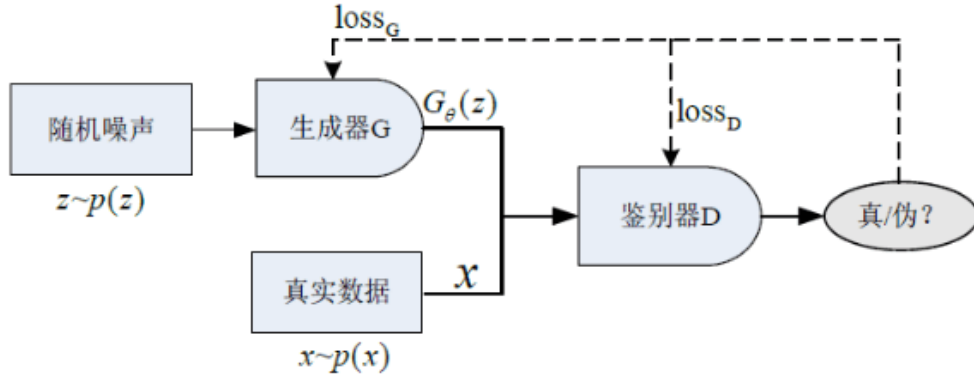 loss_G
随机噪声
生成器G
G_θ(z)
loss_D
z~p(z)
鉴别器D
真/伪？
真实数据
x
x~p(x)